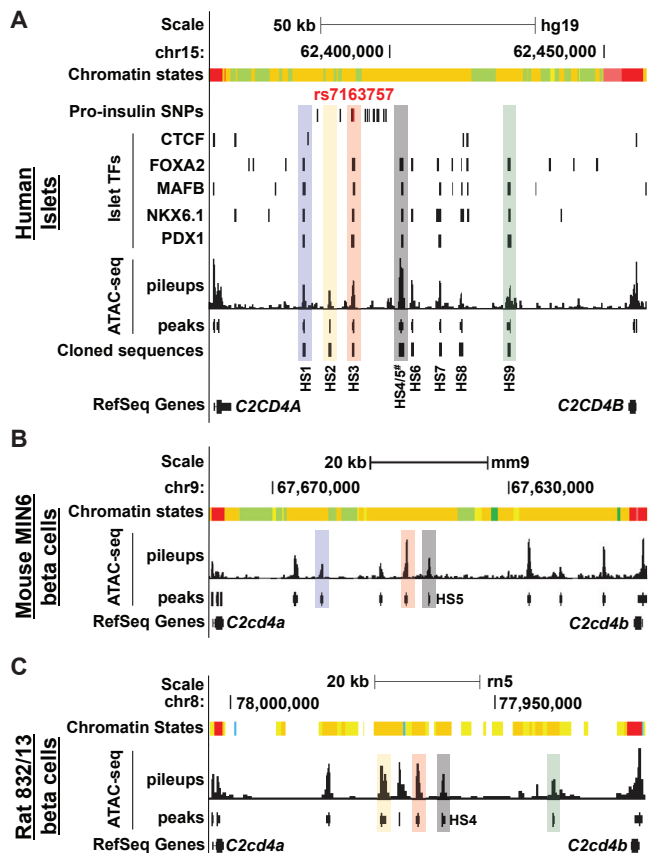 A
Scale 50 kb hg19
chr15: 62,400,000 62,450,000
Chromatin states
rs7163757
Pro-insulin SNPs
Human Islets
Islet TFs
CTCF
FOXA2
MAFB
NKX6.1
PDX1
ATAC-seq
pileups
peaks
Cloned sequences
HS1 HS2 HS3 HS4/5# HS6 HS7 HS8 HS9
RefSeq Genes C2CD4A C2CD4B
B
Scale 20 kb mm9
chr9: 67,670,000 67,630,000
Chromatin states
Mouse MIN6 beta cells
ATAC-seq
pileups
peaks HS5
RefSeq Genes C2cd4a C2cd4b
C
Scale 20 kb rn5
chr8: 78,000,000 77,950,000
Chromatin States
Rat 832/13 beta cells
ATAC-seq
pileups
peaks HS4
RefSeq Genes C2cd4a C2cd4b